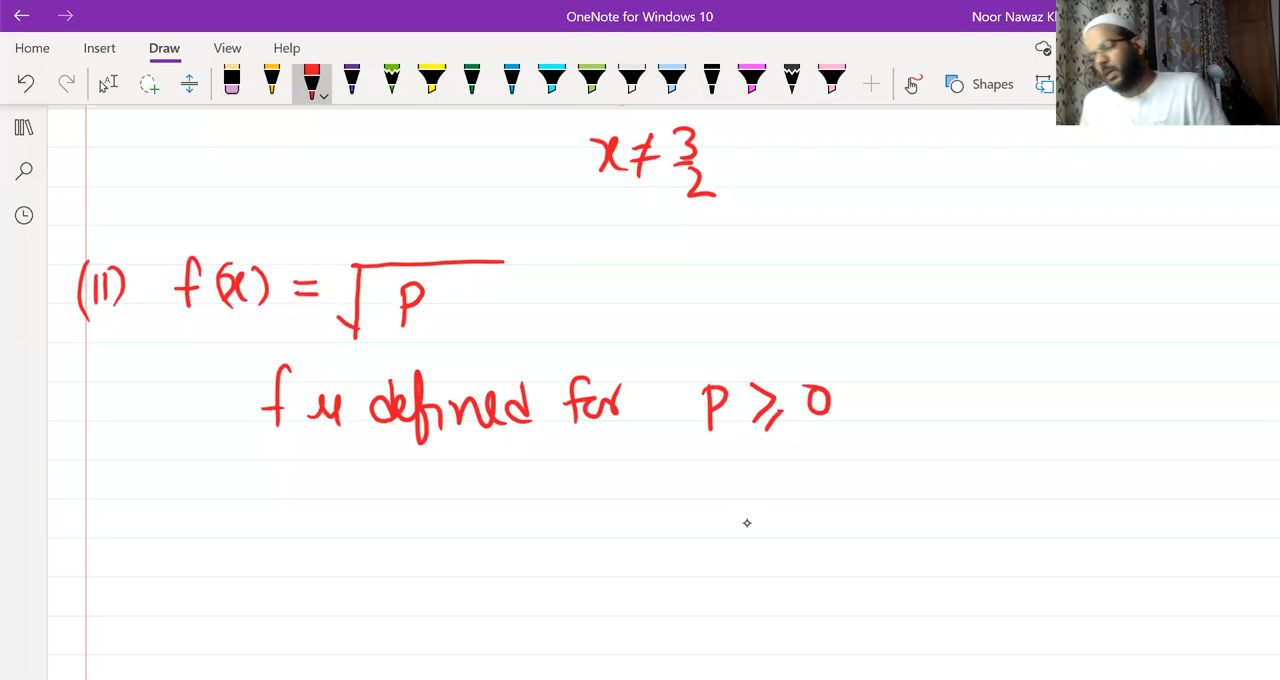 OneNote for Windows 10
Noor Nawaz Kh
Home Insert Draw View Help
Shapes
x ≠ 3/2
(II) f(x) = √p
f is defined for p ≥ 0